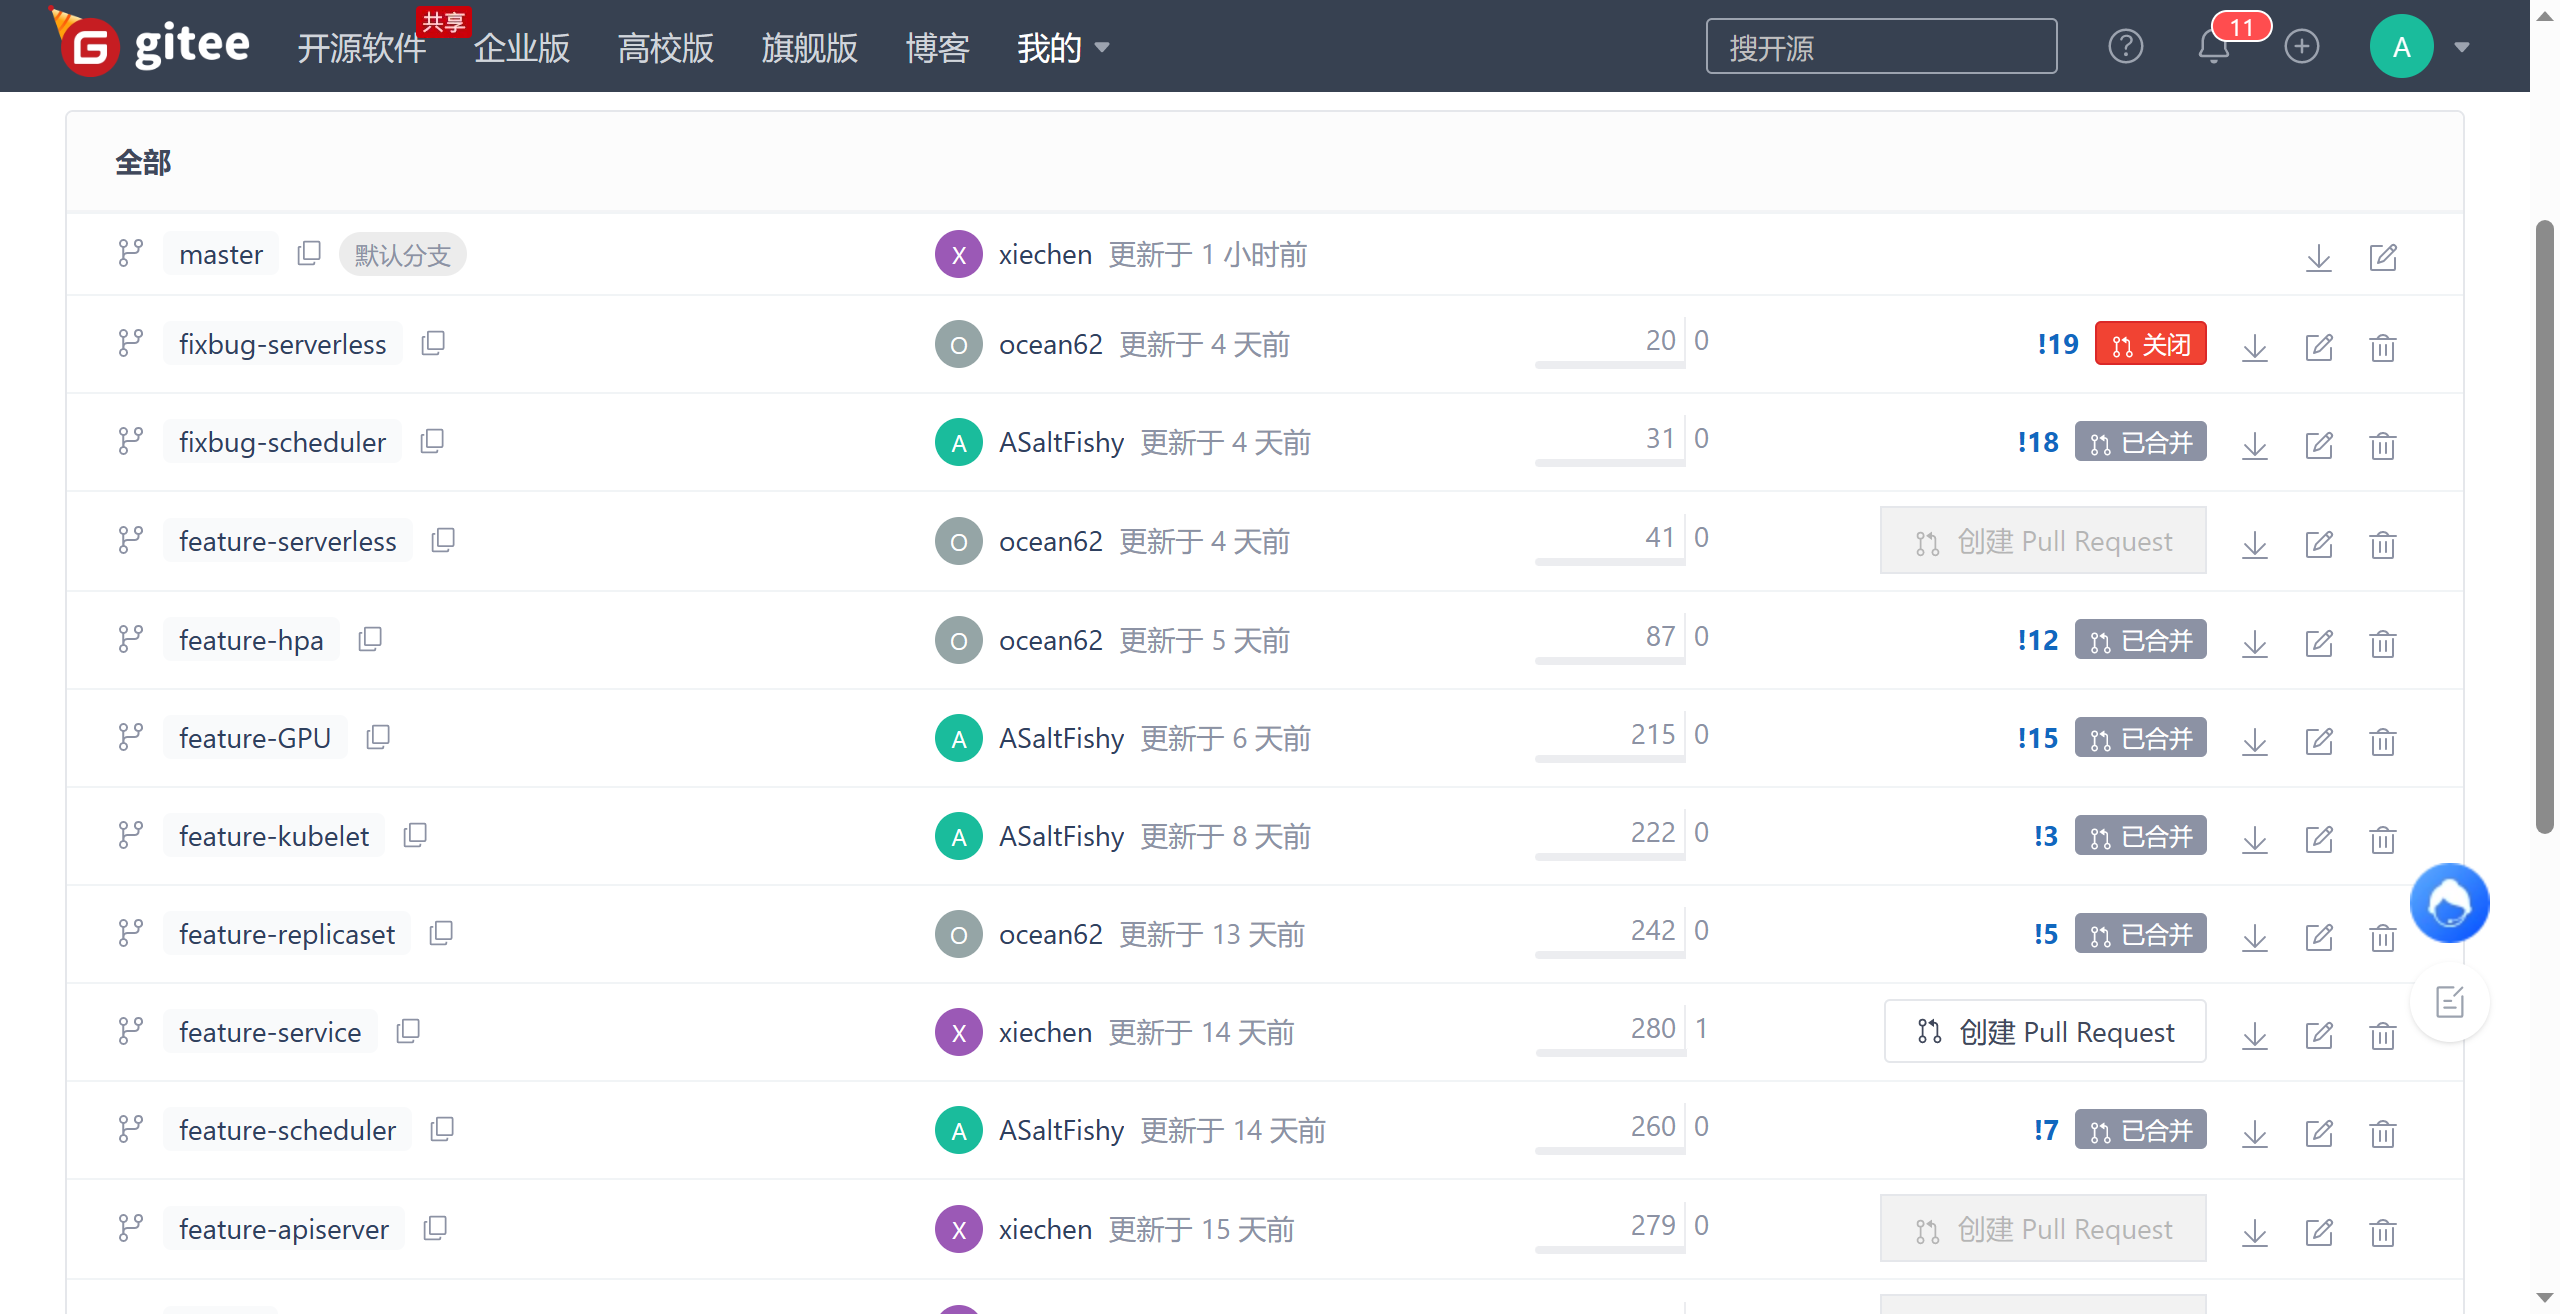 gitee 开源软件 共享 企业版 高校版 旗舰版 博客 我的 搜开源 ? 11 A
全部
master 默认分支 X xiechen 更新于 1 小时前
fixbug-serverless O ocean62 更新于 4 天前 20 0 !19 关闭
fixbug-scheduler A ASaltFishy 更新于 4 天前 31 0 !18 已合并
feature-serverless O ocean62 更新于 4 天前 41 0 创建 Pull Request
feature-hpa O ocean62 更新于 5 天前 87 0 !12 已合并
feature-GPU A ASaltFishy 更新于 6 天前 215 0 !15 已合并
feature-kubelet A ASaltFishy 更新于 8 天前 222 0 !3 已合并
feature-replicaset O ocean62 更新于 13 天前 242 0 !5 已合并
feature-service X xiechen 更新于 14 天前 280 1 创建 Pull Request
feature-scheduler A ASaltFishy 更新于 14 天前 260 0 !7 已合并
feature-apiserver X xiechen 更新于 15 天前 279 0 创建 Pull Request